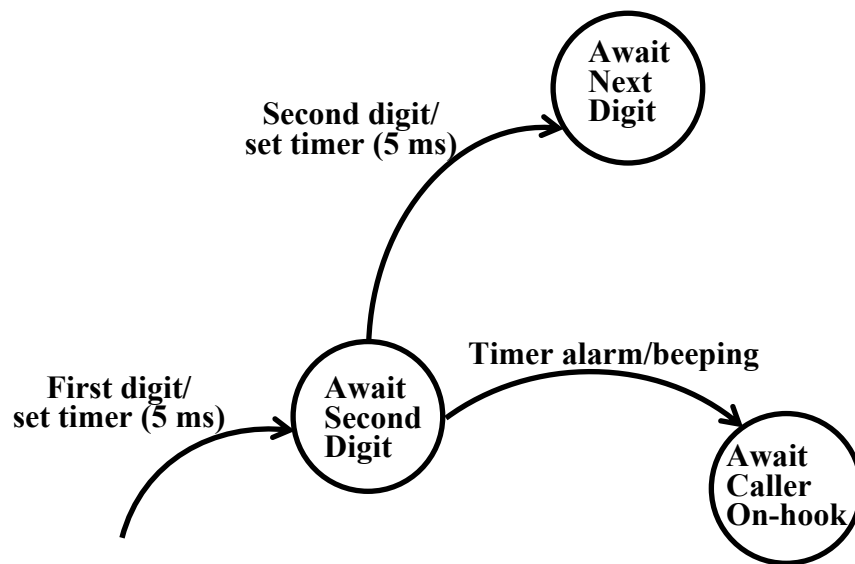 Await
Next
Digit
Second digit/
set timer (5 ms)
Timer alarm/beeping
First digit/
set timer (5 ms)
Await
Second
Digit
Await
Caller
On-hook